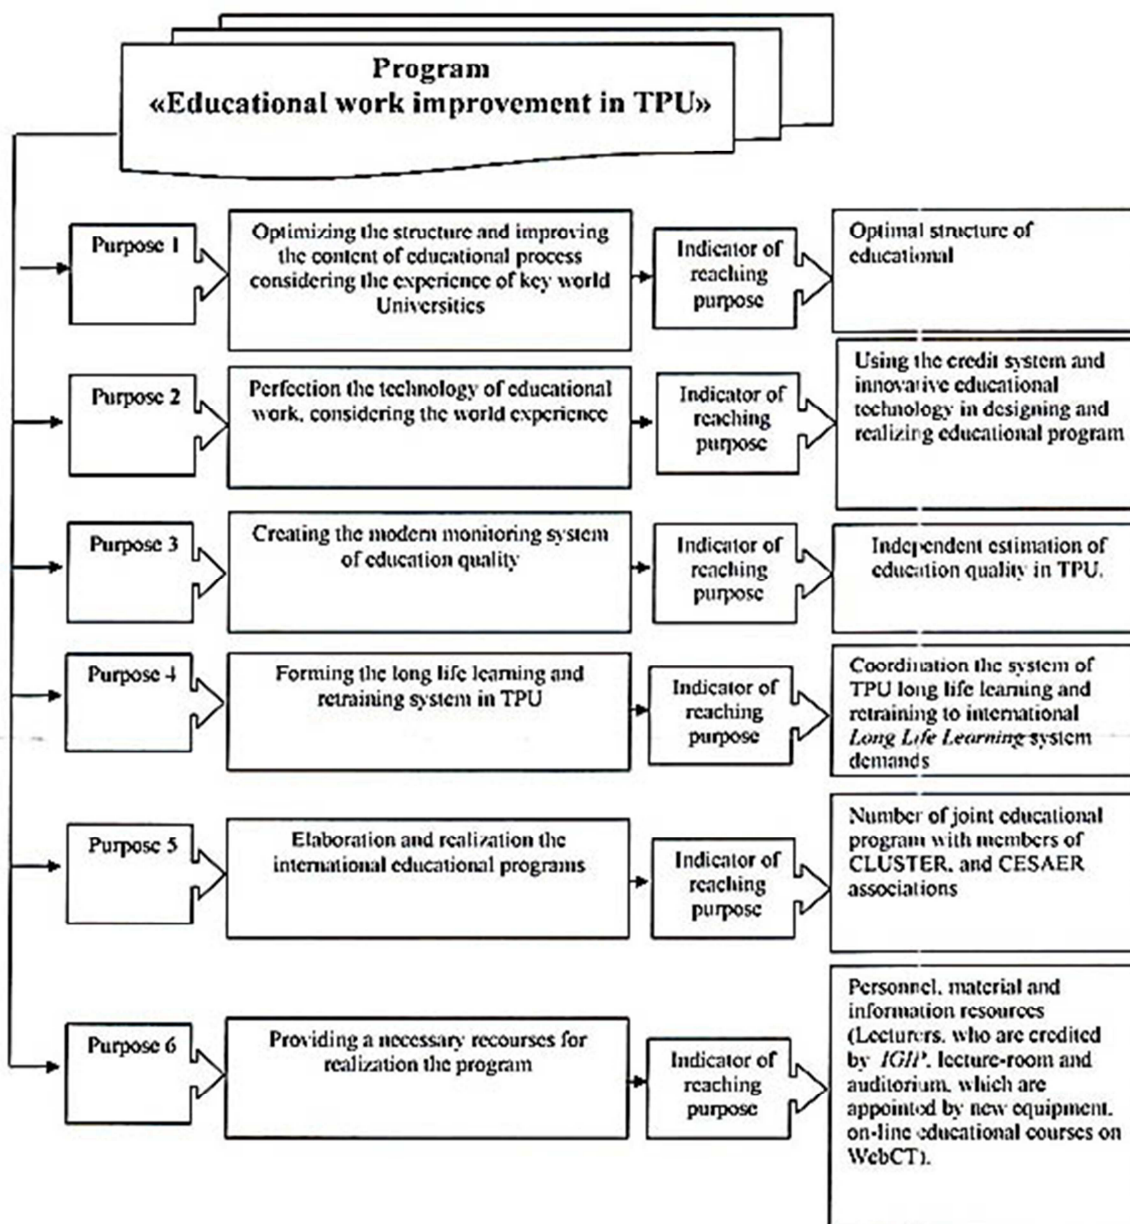 Program
«Educational work improvement in TPU»
Purpose 1
Optimizing the structure and improving
the content of educational process
considering the experience of key world
Universities
Indicator of
reaching
purpose
Optimal structure of
educational
Purpose 2
Perfection the technology of educational
work, considering the world experience
Indicator of
reaching
purpose
Using the credit system and
innovative educational
technology in designing and
realizing educational program
Purpose 3
Creating the modern monitoring system
of education quality
Indicator of
reaching
purpose
Independent estimation of
education quality in TPU.
Purpose 4
Forming the long life learning and
retraining system in TPU
Indicator of
reaching
purpose
Coordination the system of
TPU long life learning and
retraining to international
Long Life Learning system
demands
Purpose 5
Elaboration and realization the
international educational programs
Indicator of
reaching
purpose
Number of joint educational
program with members of
CLUSTER, and CESAER
associations
Purpose 6
Providing a necessary recourses for
realization the program
Indicator of
reaching
purpose
Personnel, material and
information resources
(Lecturers, who are credited
by IGIP, lecture-room and
auditorium, which are
appointed by new equipment,
on-line educational courses on
WebCT).